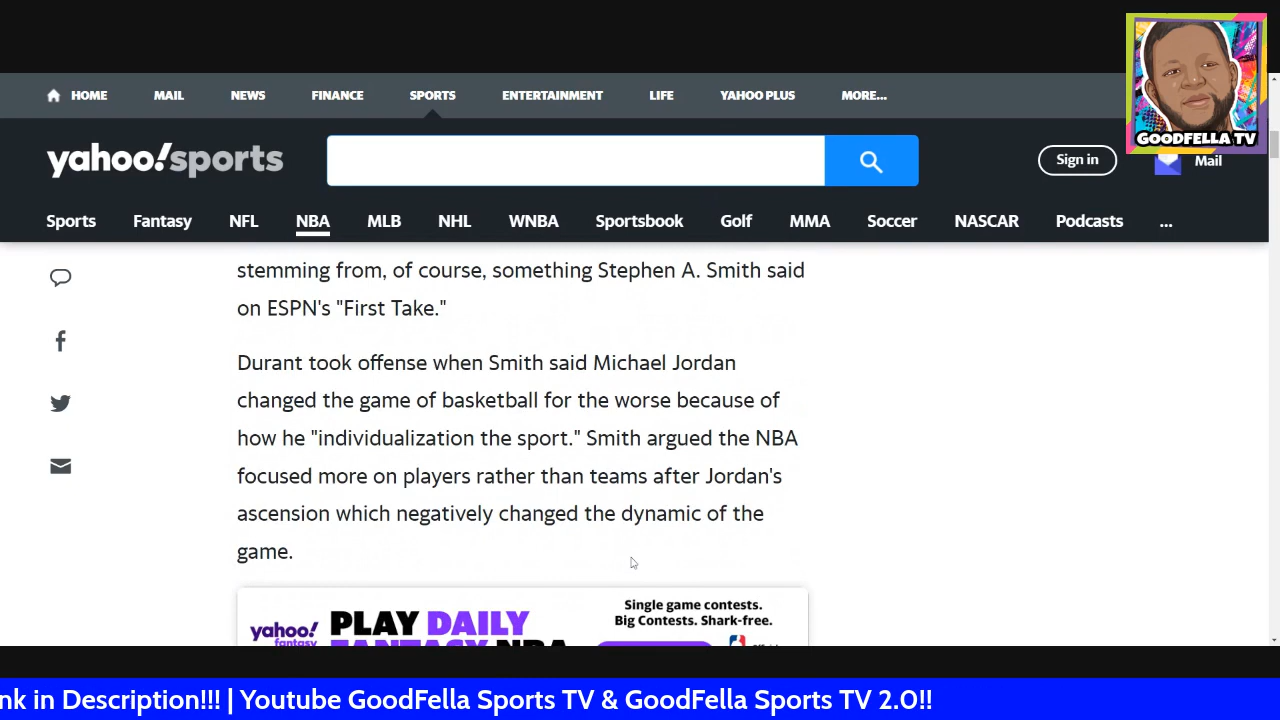 GOODFELLA TV
HOME MAIL NEWS FINANCE SPORTS ENTERTAINMENT LIFE YAHOO PLUS MORE...
yahoo!sports
Sign in
Mail
Sports Fantasy NFL NBA MLB NHL WNBA Sportsbook Golf MMA Soccer NASCAR Podcasts ...
stemming from, of course, something Stephen A. Smith said
on ESPN's "First Take."
Durant took offense when Smith said Michael Jordan
changed the game of basketball for the worse because of
how he "individualization the sport." Smith argued the NBA
focused more on players rather than teams after Jordan's
ascension which negatively changed the dynamic of the
game.
yahoo!
fantasy
PLAY DAILY
FANTASY NBA
Single game contests.
Big Contests. Shark-free.
nk in Description!!! | Youtube GoodFella Sports TV & GoodFella Sports TV 2.0!!